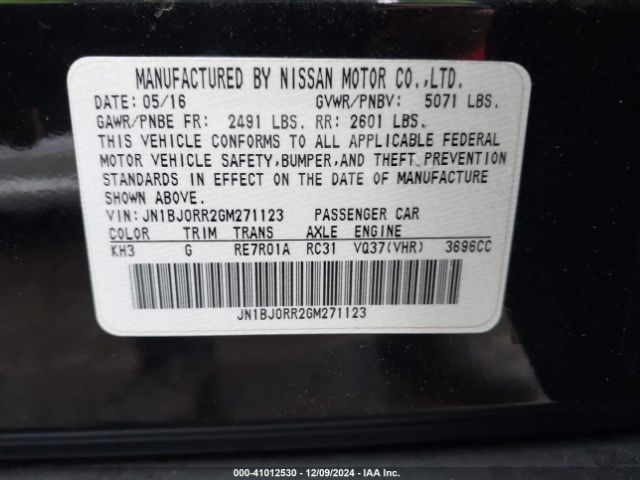 MANUFACTURED BY NISSAN MOTOR CO.,LTD.
DATE: 05/16 GVWR/PNBV: 5071 LBS.
GAWR/PNBE FR: 2491 LBS. RR: 2601 LBS.
THIS VEHICLE CONFORMS TO ALL APPLICABLE FEDERAL
MOTOR VEHICLE SAFETY,BUMPER,AND THEFT PREVENTION
STANDARDS IN EFFECT ON THE DATE OF MANUFACTURE
SHOWN ABOVE.
VIN: JN1BJ0RR2GM271123 PASSENGER CAR
COLOR TRIM TRANS AXLE ENGINE
KH3 G RE7R01A RC31 VQ37(VHR) 3696CC
JN1BJ0RR2GM271123
000-41012530 - 12/09/2024 - IAA Inc.